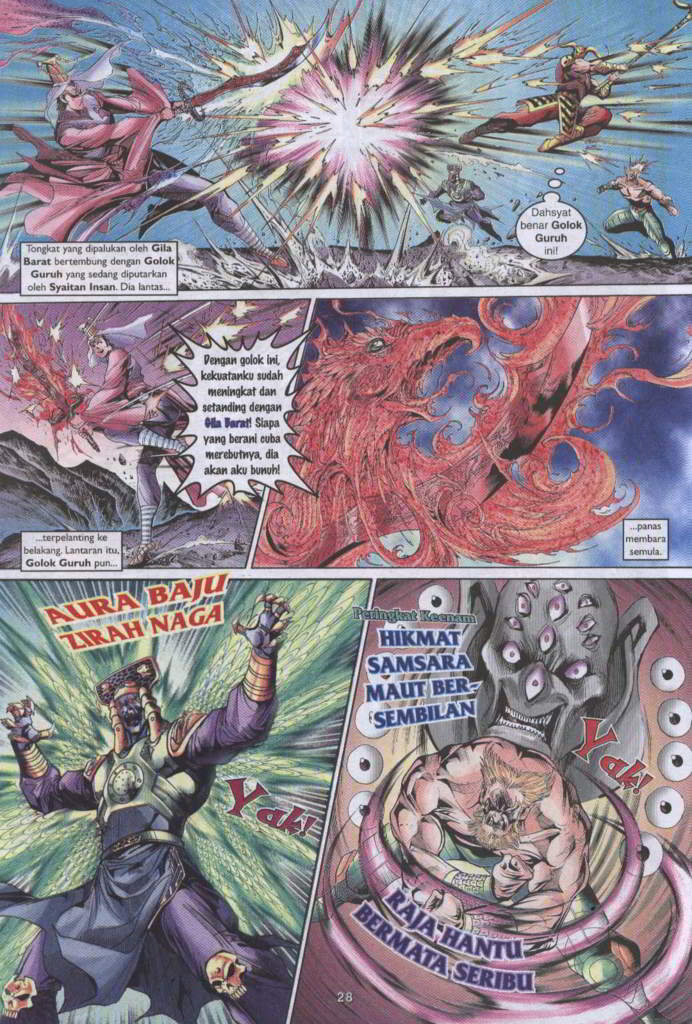 Tongkat yang dipalukan oleh Gila
Barat bertembung dengan Golok
Guruh yang sedang diputarkan
oleh Syaitan Insan. Dia lantas...
Dahsyat
benar Golok
Guruh
ini!
Dengan golok ini,
kekuatanku sudah
meningkat dan
setanding dengan
Gila Barat! Siapa
yang berani cuba
merebutnya, dia
akan aku bunuh!
...terpelanting ke
belakang. Lantaran itu,
Golok Guruh pun...
...panas
membara
semula.
AURA BAJU
ZIRAH NAGA
Yak!
Peringkat Keenam
HIKMAT
SAMSARA
MAUT BER-
SEMBILAN
Yak!
RAJA HANTU
BERMATA SERIBU
28